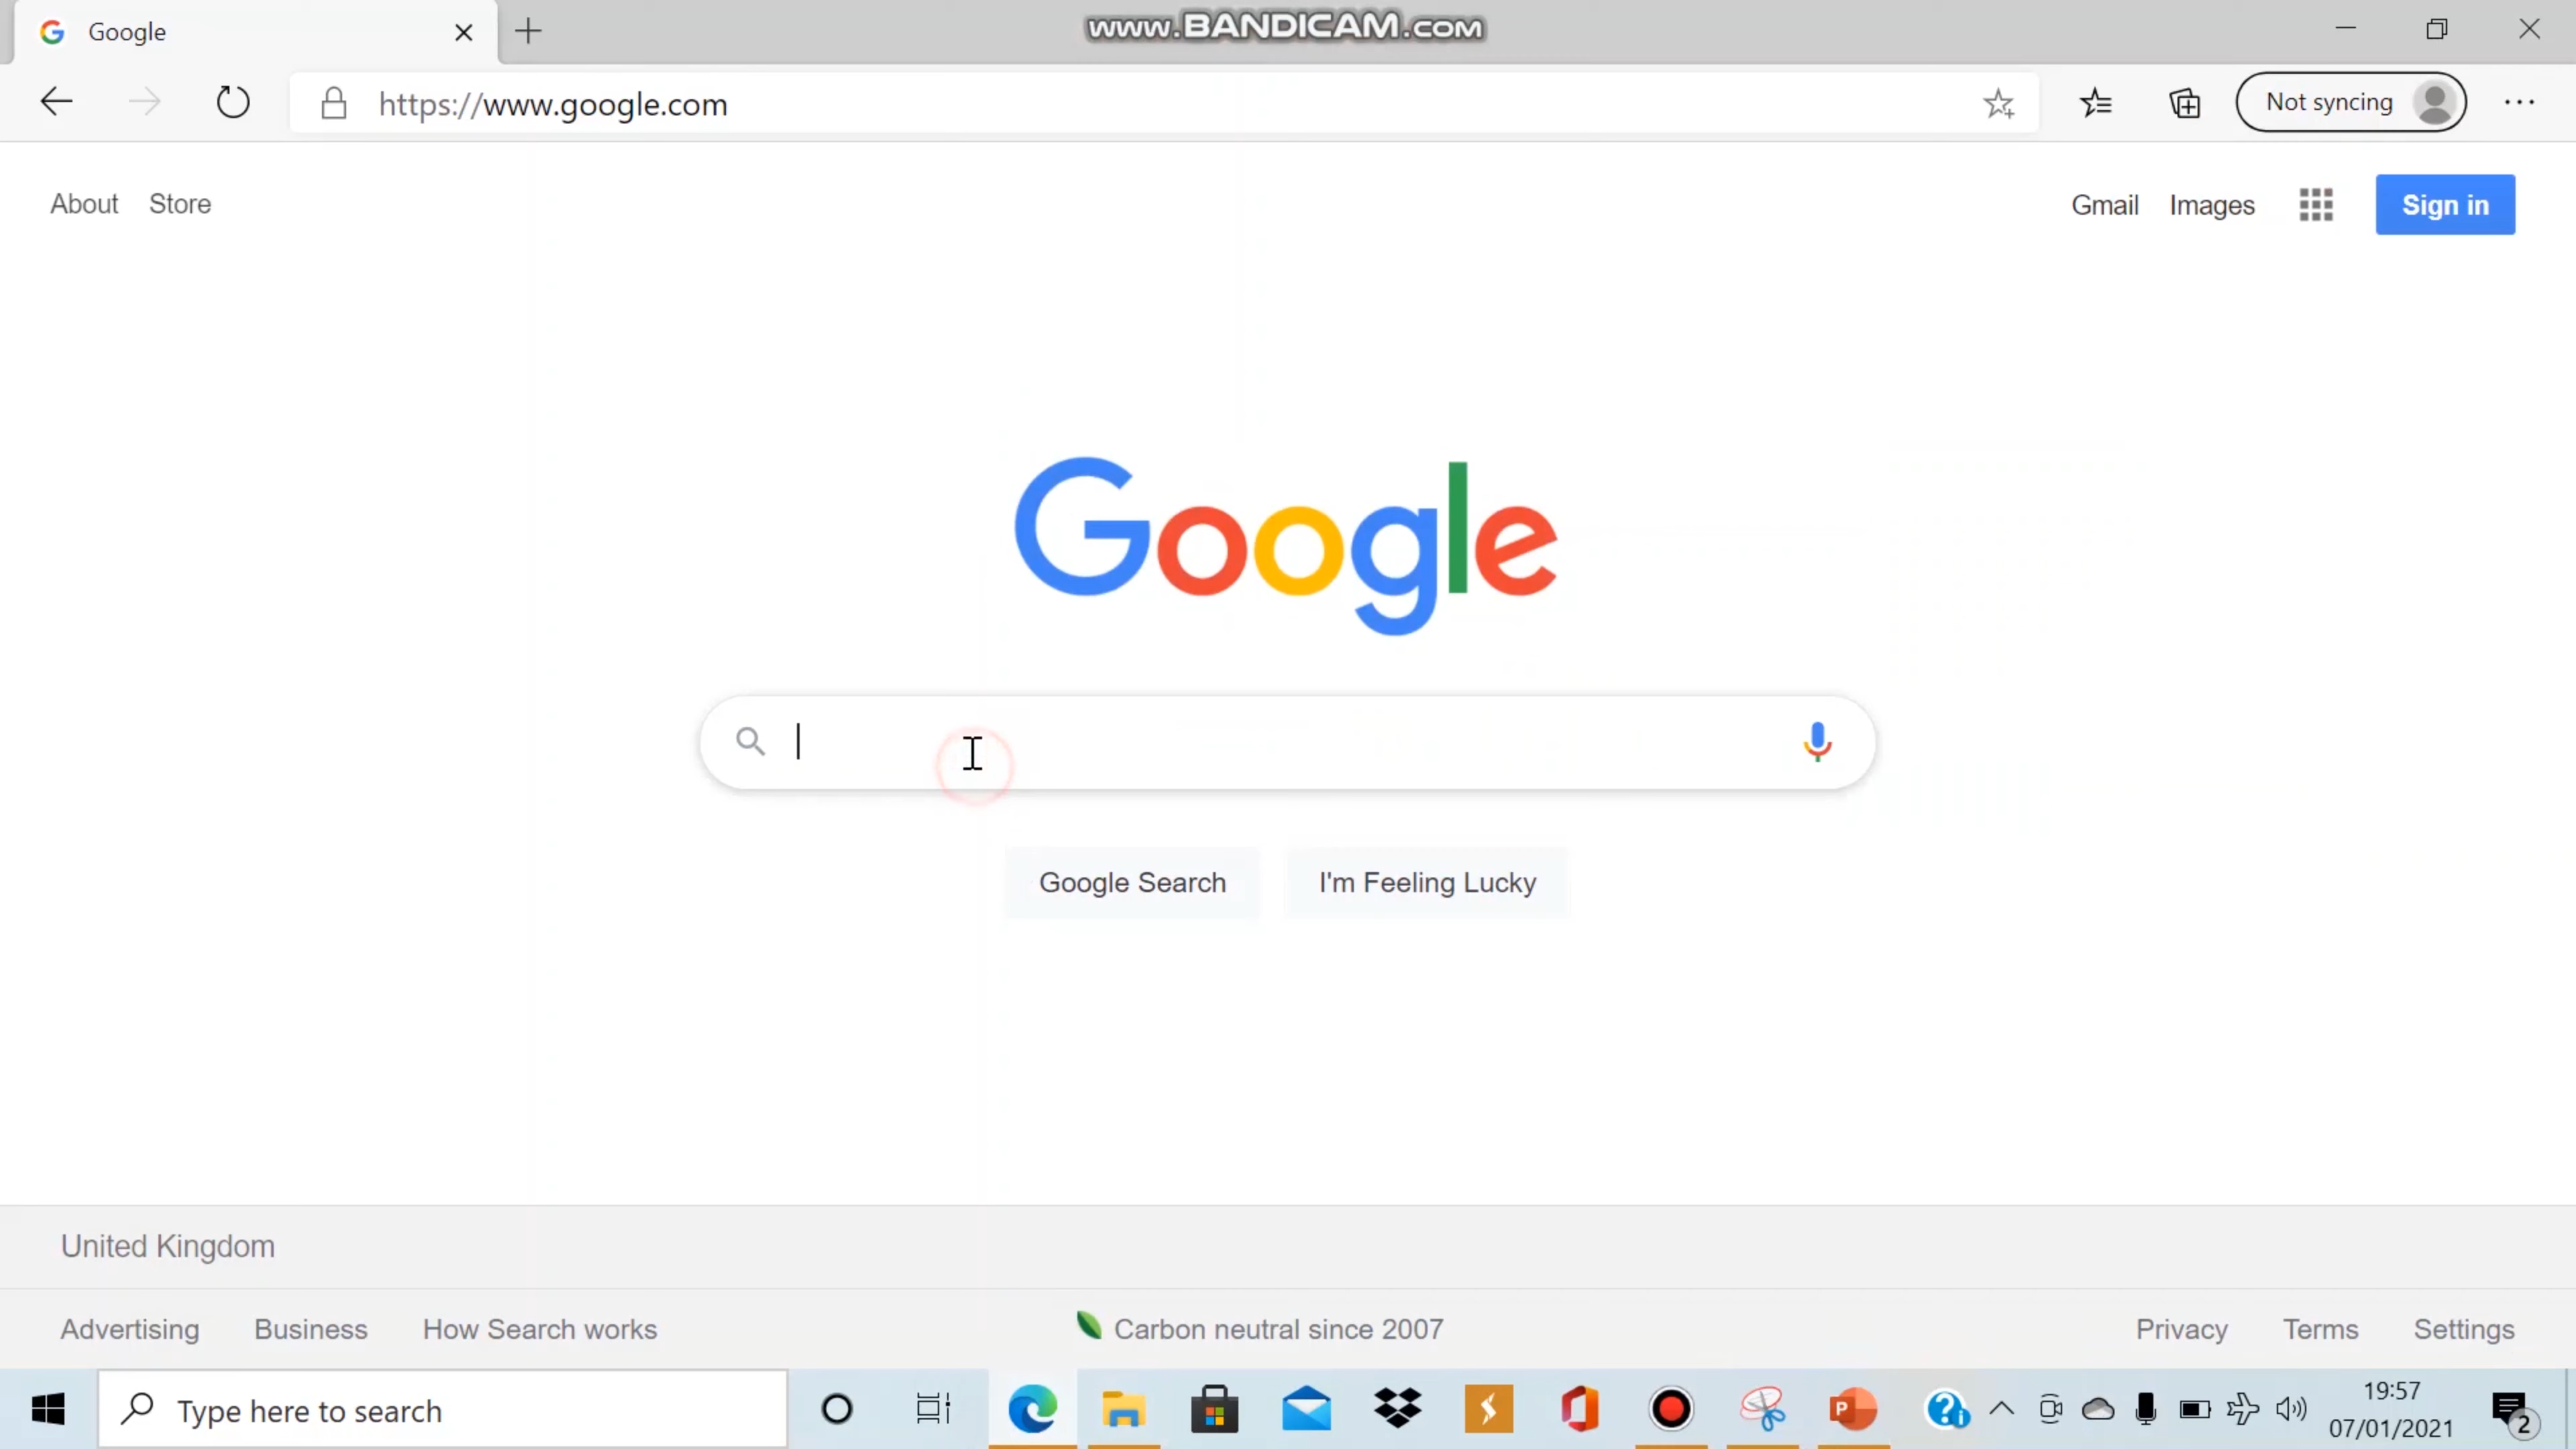 Google
www.BANDICAM.com
https://www.google.com
Not syncing
About Store
Gmail Images Sign in
Google
Google Search I'm Feeling Lucky
United Kingdom
Advertising Business How Search works Carbon neutral since 2007 Privacy Terms Settings
Type here to search
19:57
07/01/2021
2